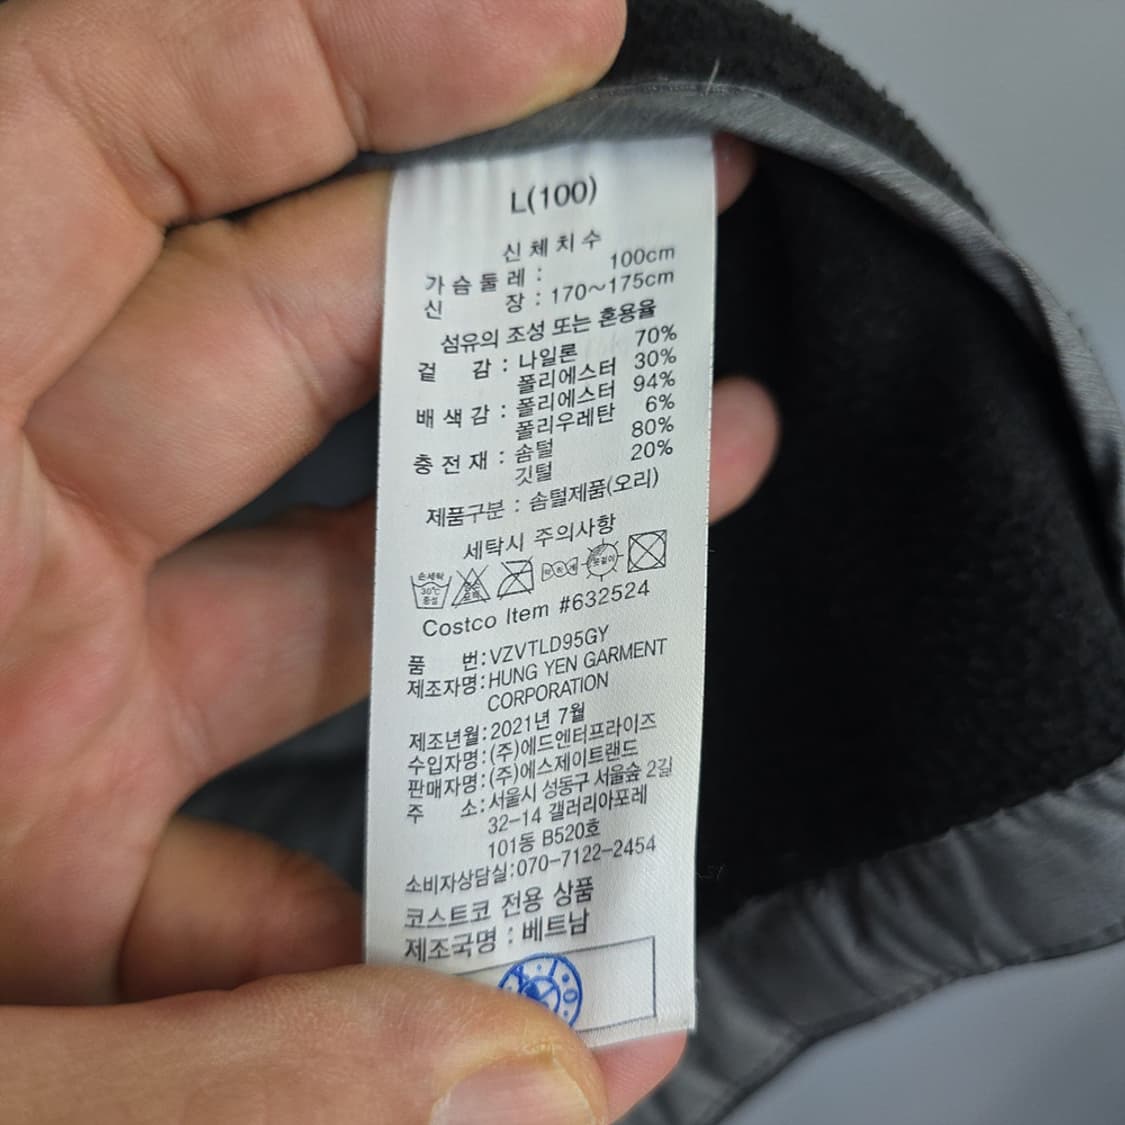 L(100)
신체치수
가슴둘레 : 100cm
신 장 : 170~175cm
섬유의 조성 또는 혼용율
겉 감 : 나일론 70%
폴리에스터 30%
배색감 : 폴리에스터 94%
폴리우레탄 6%
충전재 : 솜털 80%
깃털 20%
제품구분 : 솜털제품(오리)
세탁시 주의사항
손세탁
30℃
중성
Costco Item #632524
품 번:VZVTLD95GY
제조자명:HUNG YEN GARMENT
CORPORATION
제조년월:2021년 7월
수입자명:(주)에드엔터프라이즈
판매자명:(주)에스제이트랜드
주 소:서울시 성동구 서울숲 2길
32-14 갤러리아포레
101동 B520호
소비자상담실:070-7122-2454
코스트코 전용 상품
제조국명 : 베트남